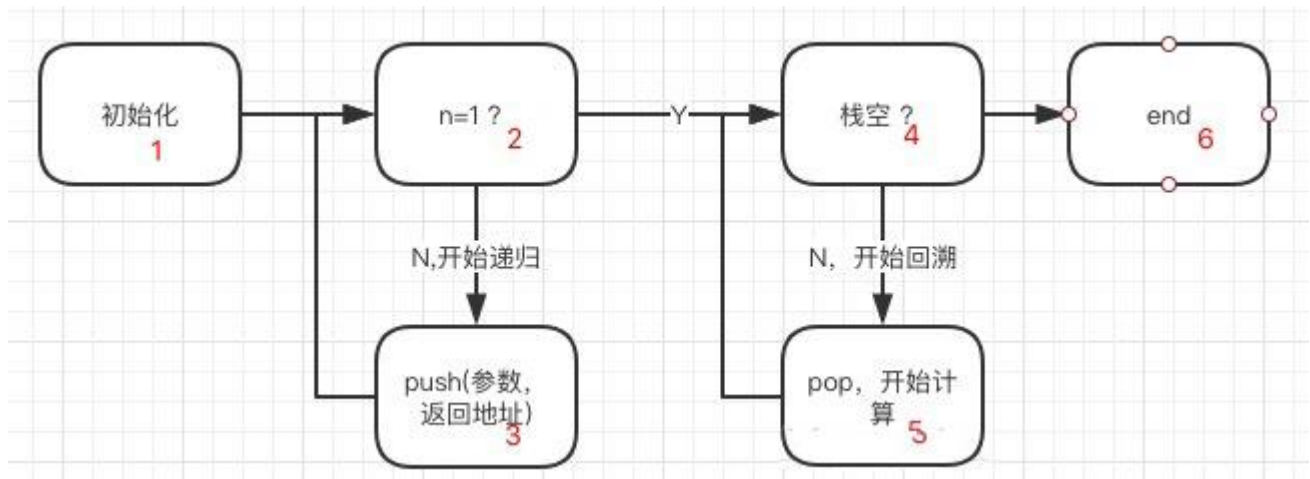 初始化
1
n=1？
2
Y
栈空？
4
end
6
N,开始递归
N，开始回溯
push(参数,
返回地址)
3
pop，开始计
算
5